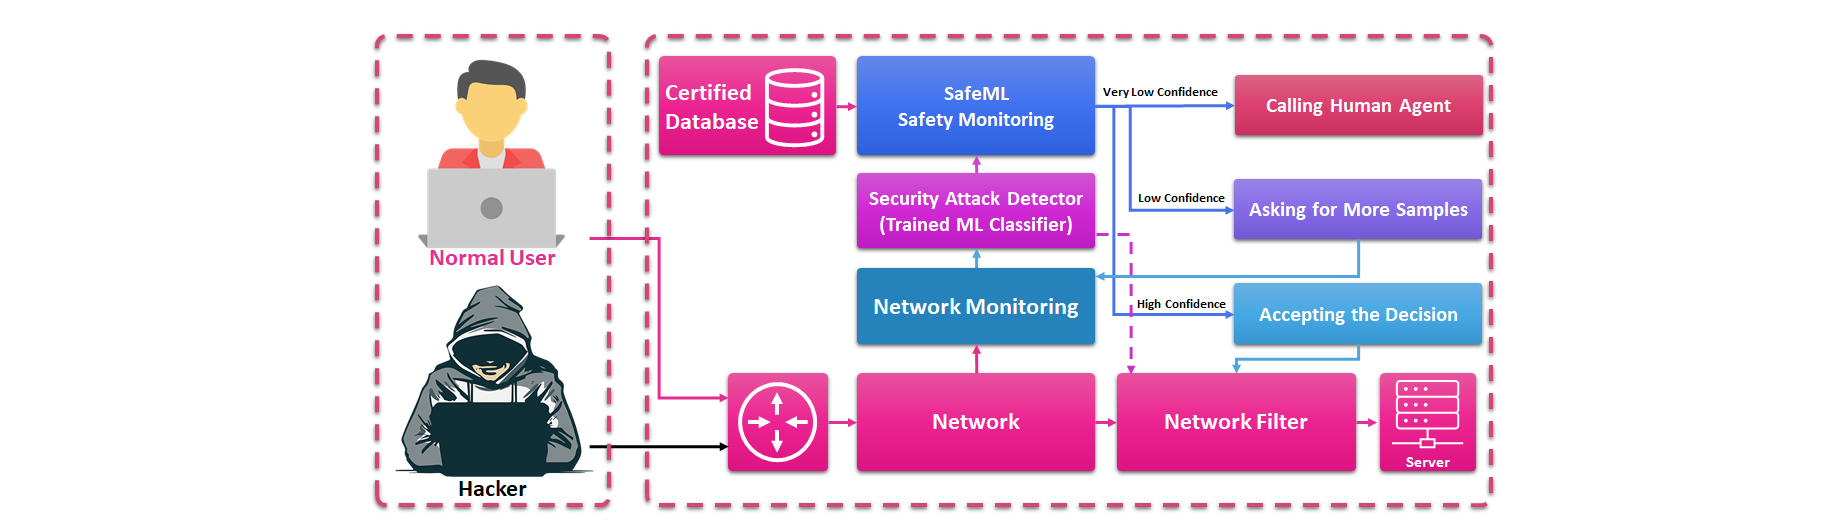 Normal User
Hacker
Certified
Database
SafeML
Safety Monitoring
Very Low Confidence
Calling Human Agent
Security Attack Detector
(Trained ML Classifier)
Low Confidence
Asking for More Samples
Network Monitoring
High Confidence
Accepting the Decision
Network
Network Filter
Server